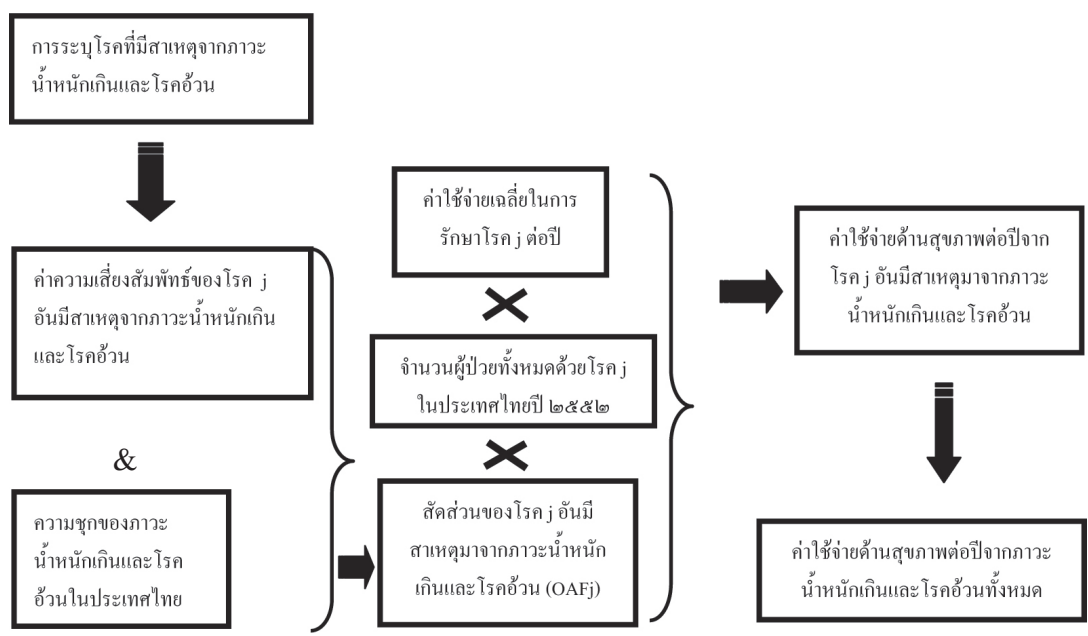 การระบุโรคที่มีสาเหตุจากภาวะ
น้ำหนักเกินและโรคอ้วน
ค่าความเสี่ยงสัมพัทธ์ของโรค j
อันมีสาเหตุจากภาวะน้ำหนักเกิน
และโรคอ้วน
&
ความชุกของภาวะ
น้ำหนักเกินและโรค
อ้วนในประเทศไทย
ค่าใช้จ่ายเฉลี่ยในการ
รักษาโรค j ต่อปี
จำนวนผู้ป่วยทั้งหมดด้วยโรค j
ในประเทศไทยปี ๒๕๕๒
สัดส่วนของโรค j อันมี
สาเหตุมาจากภาวะน้ำหนัก
เกินและโรคอ้วน (OAFj)
ค่าใช้จ่ายด้านสุขภาพต่อปีจาก
โรค j อันมีสาเหตุมาจากภาวะ
น้ำหนักเกินและโรคอ้วน
ค่าใช้จ่ายด้านสุขภาพต่อปีจากภาวะ
น้ำหนักเกินและโรคอ้วนทั้งหมด